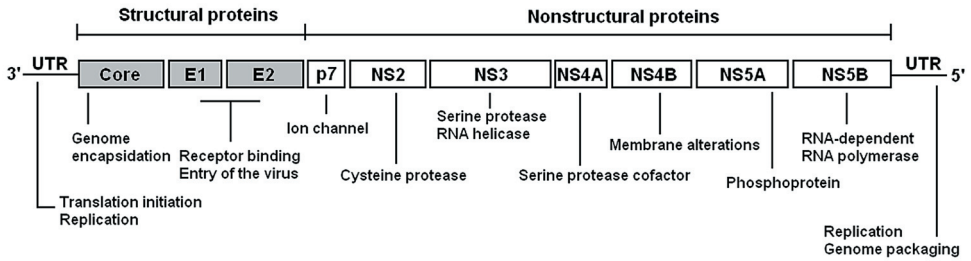 Structural proteins
Nonstructural proteins
3' UTR Core E1 E2 p7 NS2 NS3 NS4A NS4B NS5A NS5B UTR 5'
Genome
encapsidation
Receptor binding
Entry of the virus
Ion channel
Cysteine protease
Serine protease
RNA helicase
Serine protease cofactor
Membrane alterations
Phosphoprotein
RNA-dependent
RNA polymerase
Translation initiation
Replication
Replication
Genome packaging